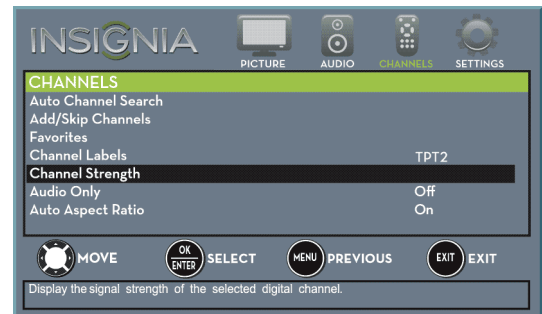 INSIGNIA
PICTURE AUDIO CHANNELS SETTINGS
CHANNELS
Auto Channel Search
Add/Skip Channels
Favorites
Channel Labels TPT2
Channel Strength
Audio Only Off
Auto Aspect Ratio On
MOVE OK ENTER SELECT MENU PREVIOUS EXIT EXIT
Display the signal strength of the selected digital channel.